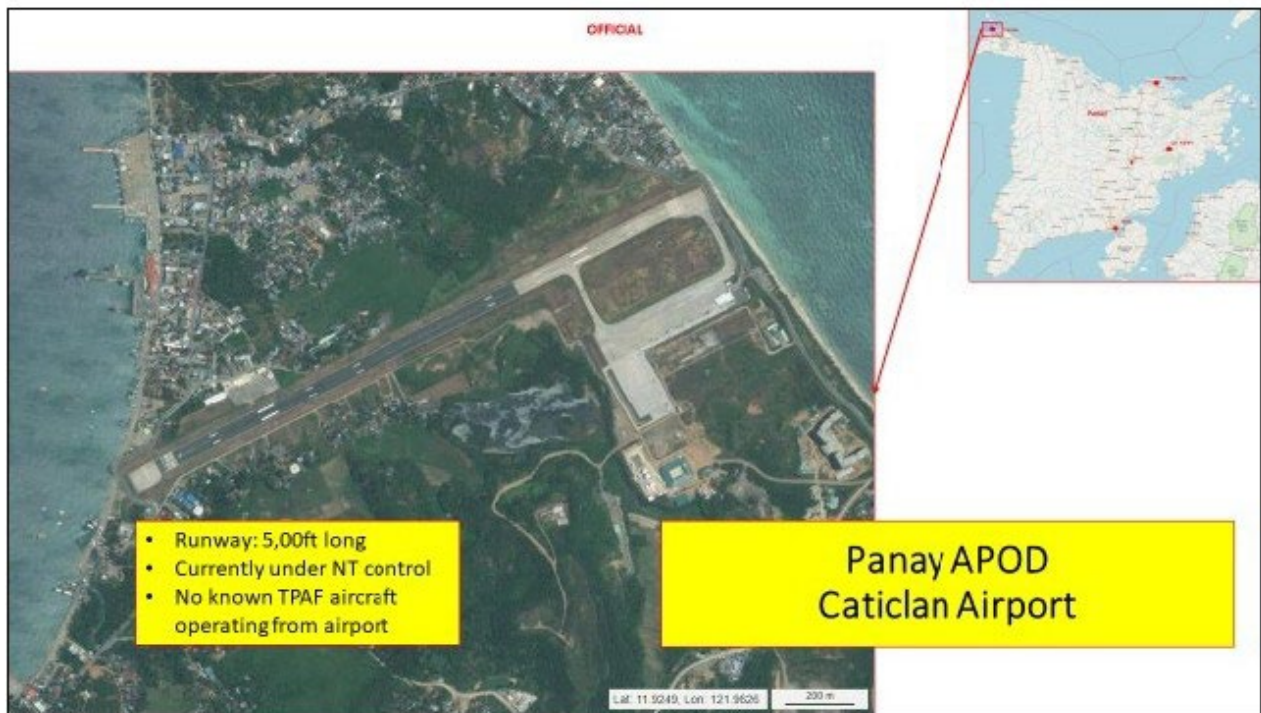 OFFICIAL
Panay
• Runway: 5,00ft long
• Currently under NT control
• No known TPAF aircraft
operating from airport
Panay APOD
Caticlan Airport
Lat: 11.9249, Lon: 121.9626
200 m